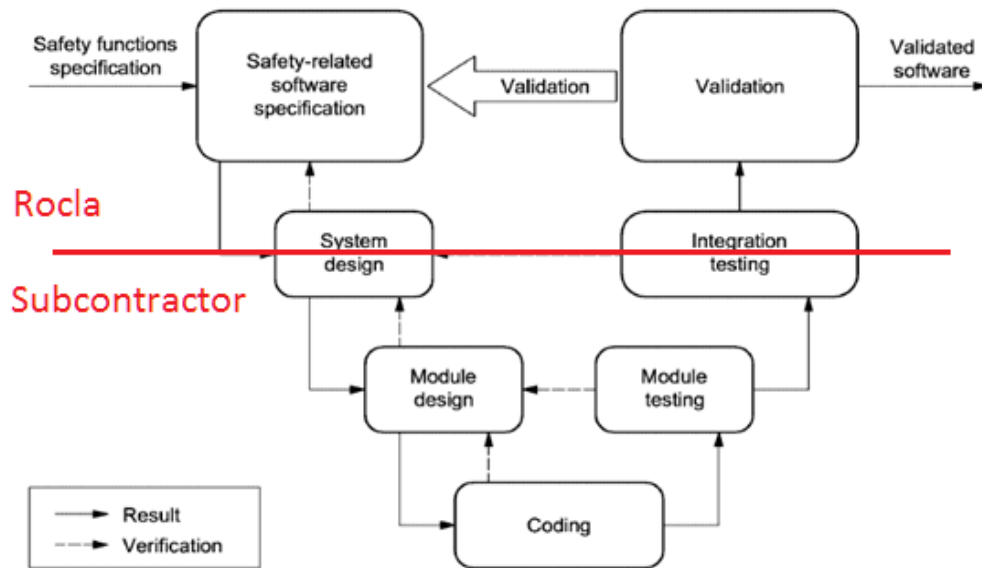 Safety functions
specification
Safety-related
software
specification
Validation
Validation
Validated
software
Rocla
System
design
Integration
testing
Subcontractor
Module
design
Module
testing
Coding
Result
Verification